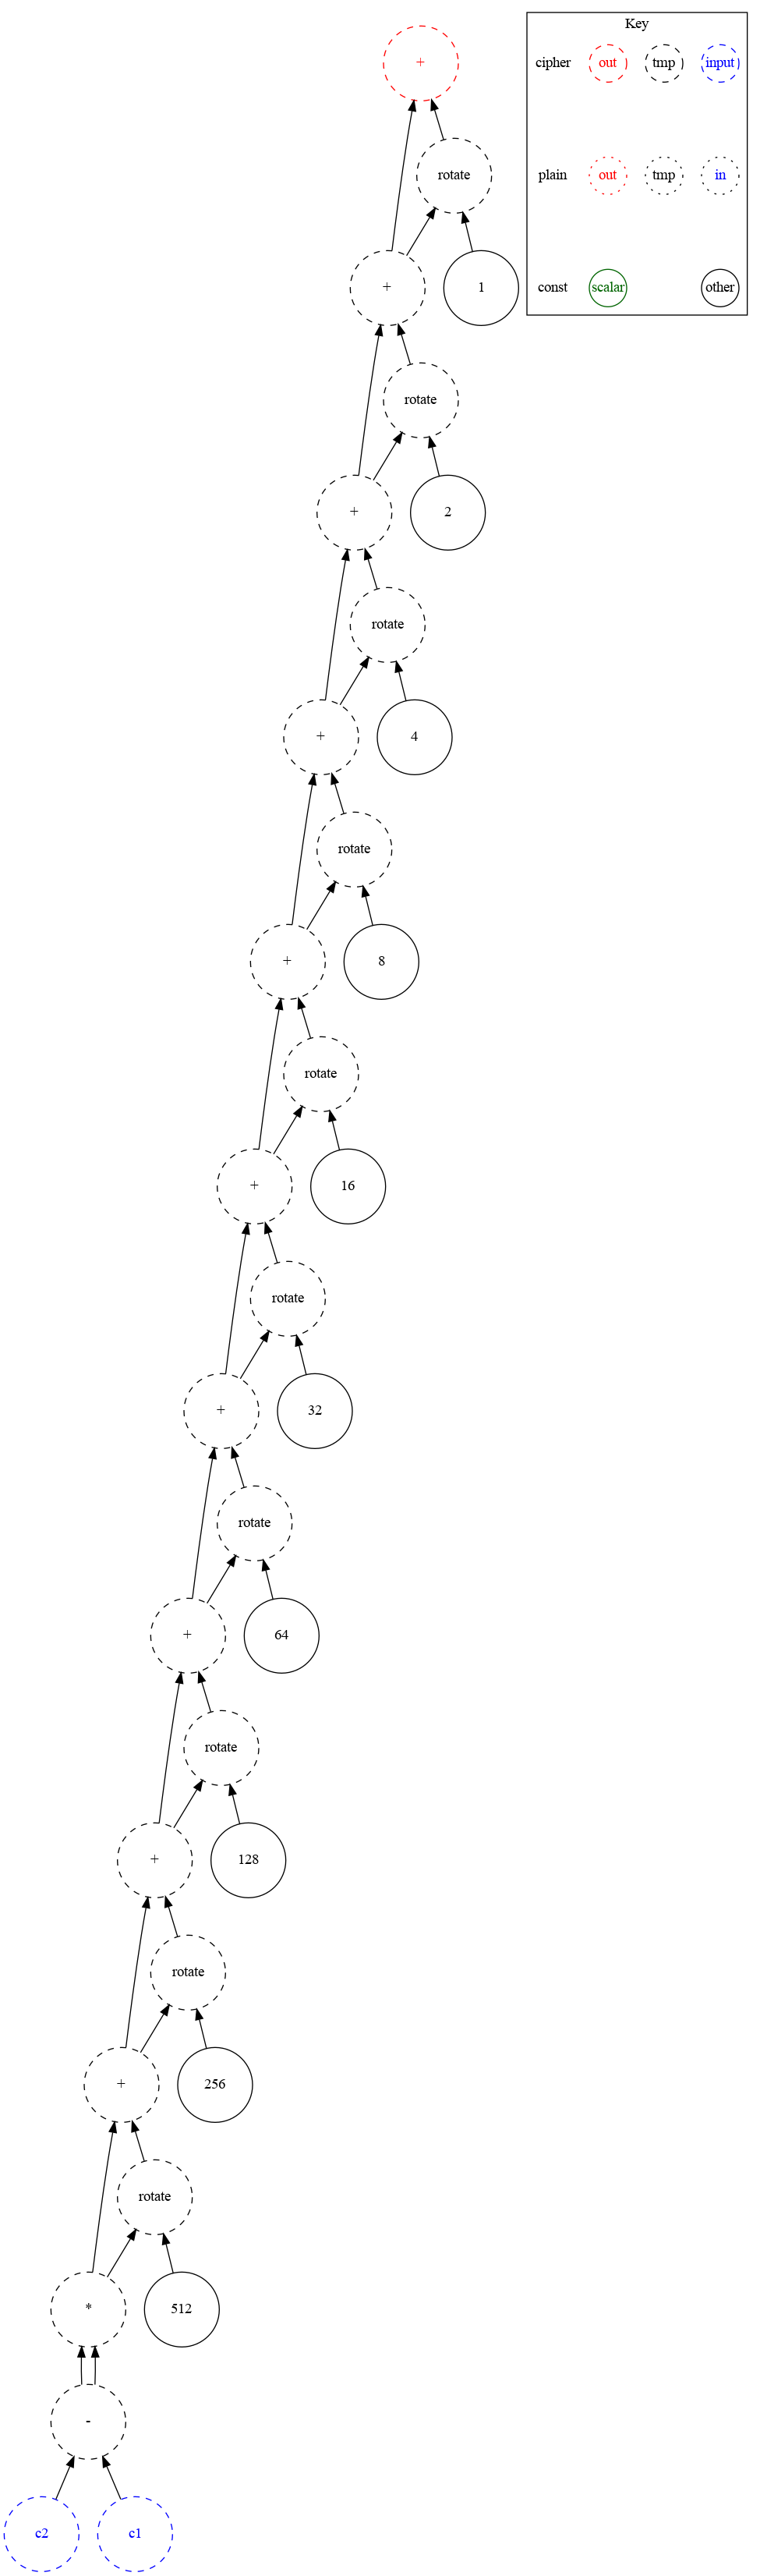 Key
cipher out tmp input
plain out tmp in
const scalar other
+
rotate
+
1
rotate
+
2
rotate
+
4
rotate
+
8
rotate
+
16
rotate
+
32
rotate
+
64
rotate
+
128
rotate
+
256
rotate
*
512
-
c2 c1